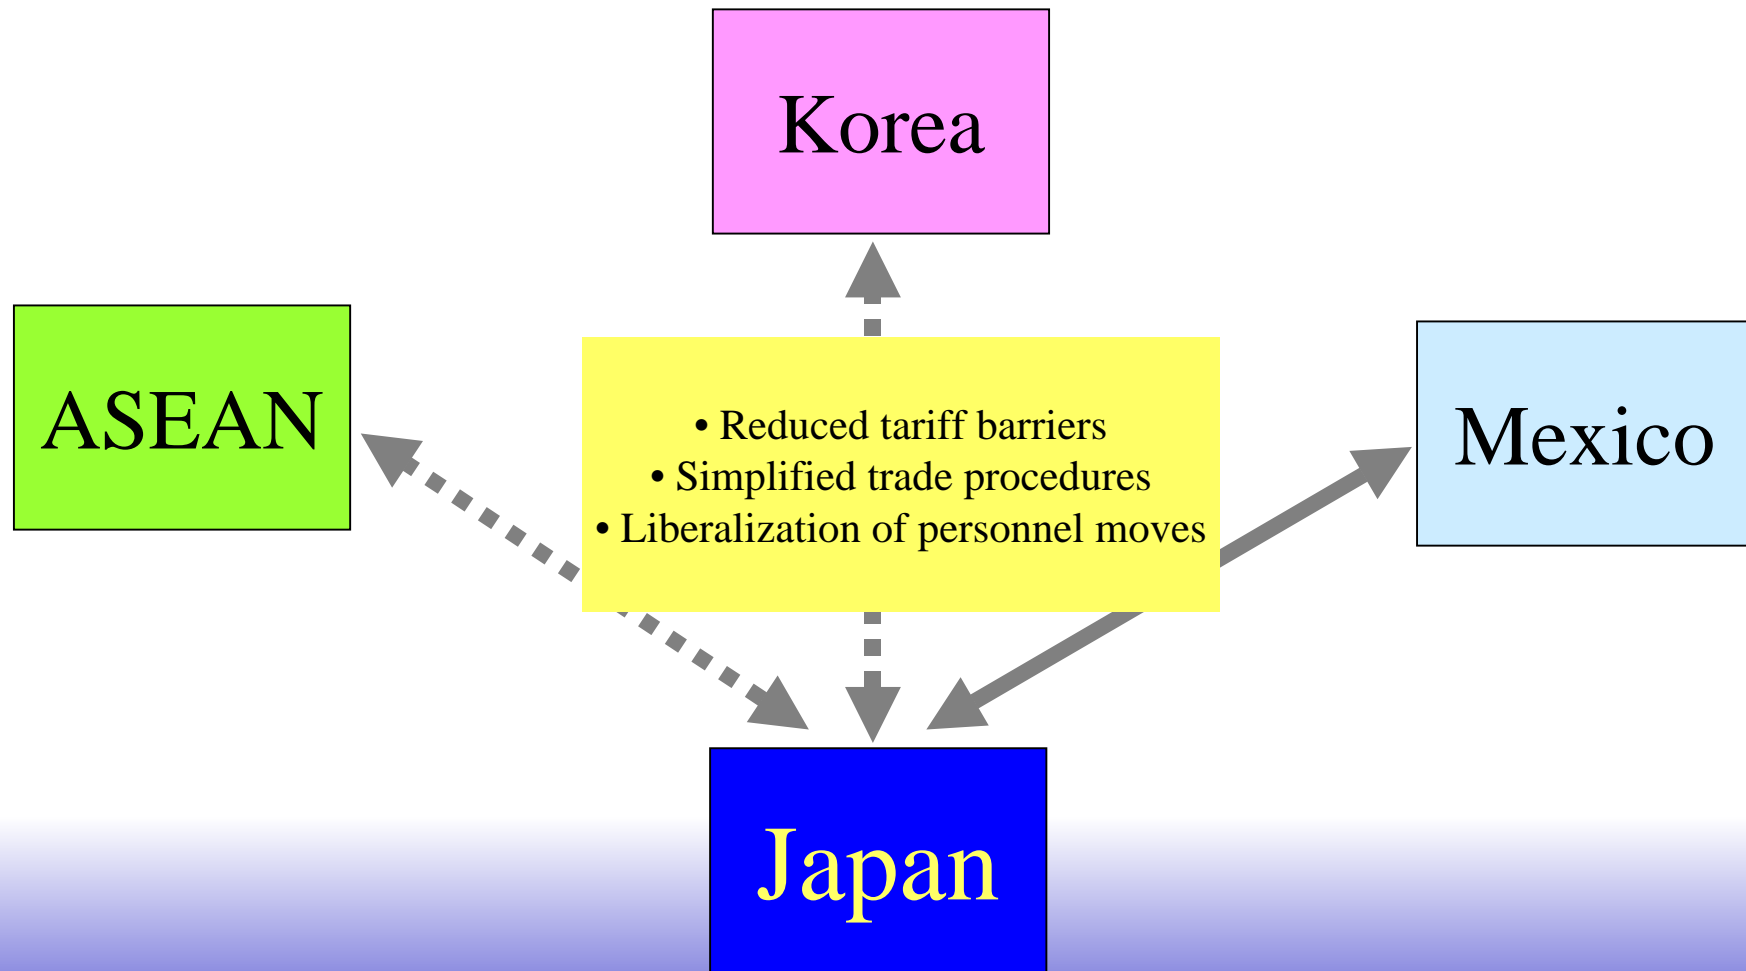 Korea
ASEAN
• Reduced tariff barriers
• Simplified trade procedures
• Liberalization of personnel moves
Mexico
Japan